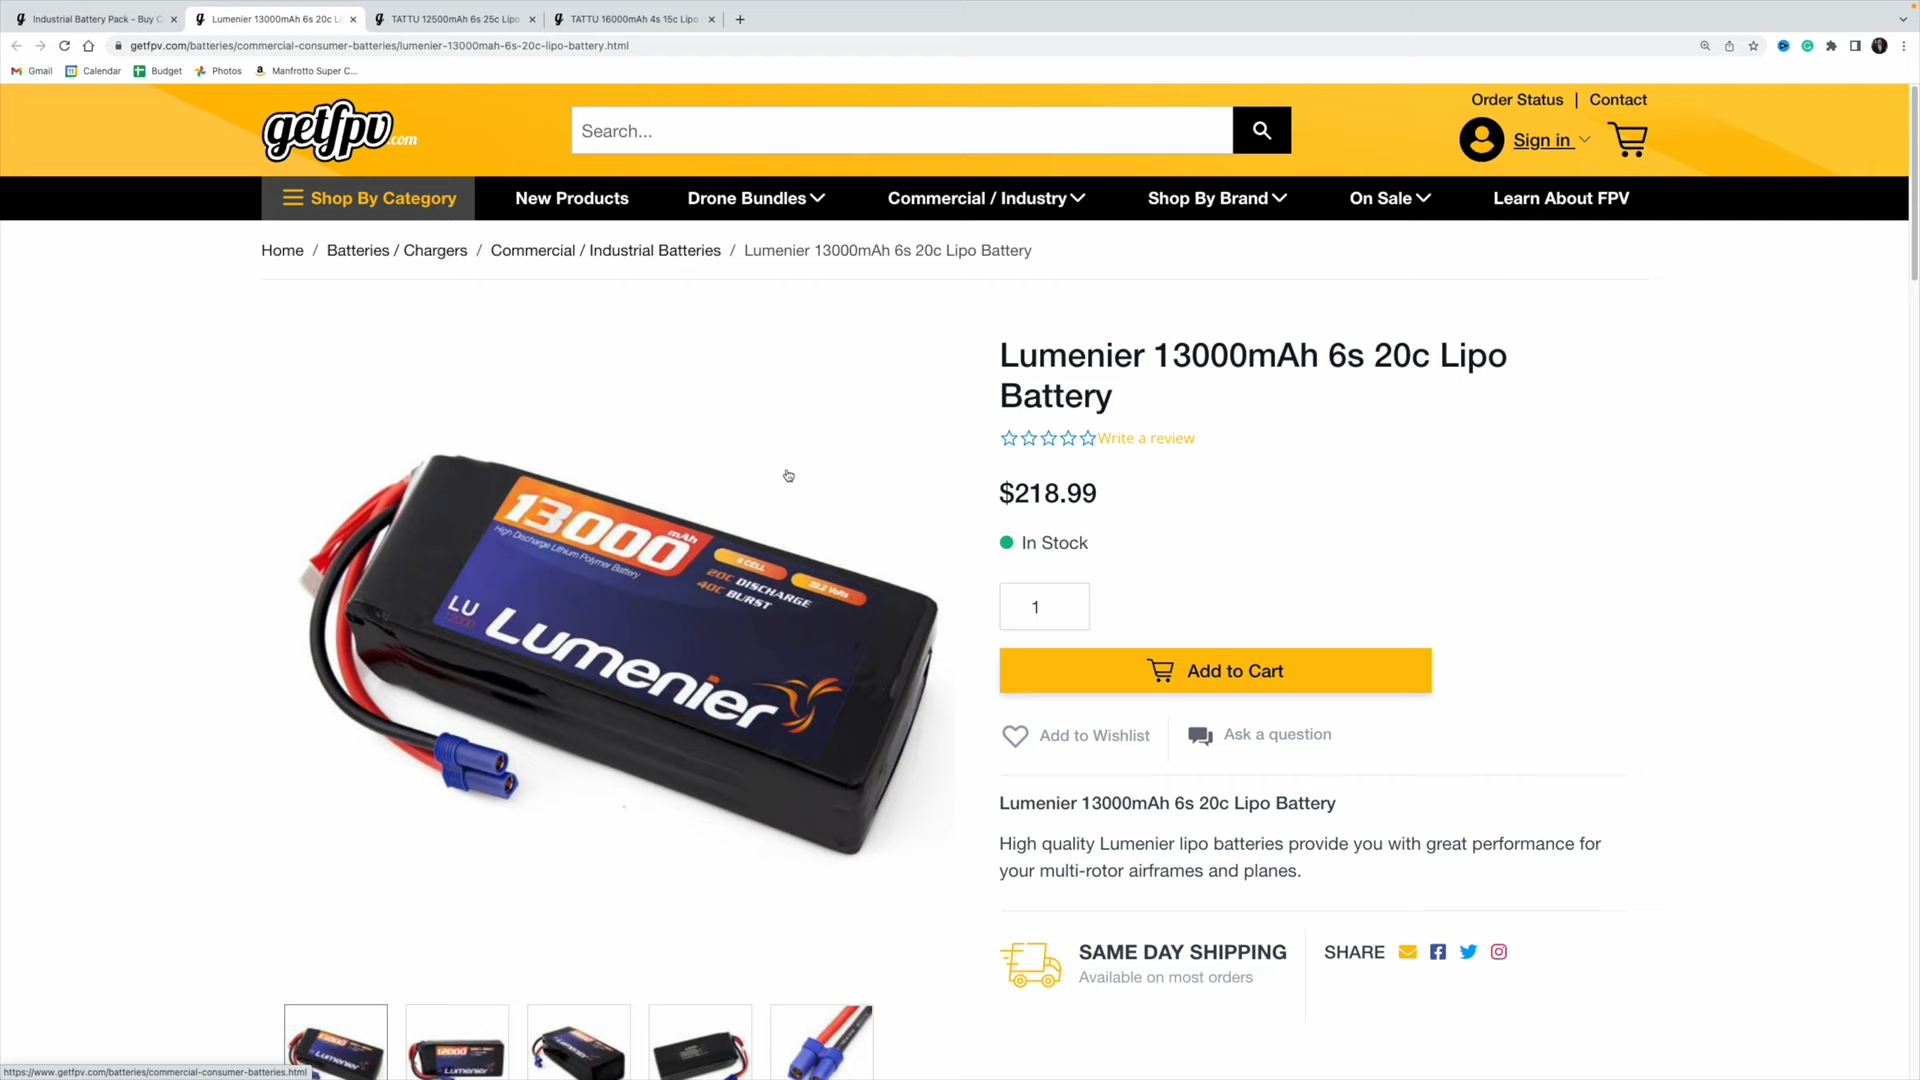 Industrial Battery Pack - Buy C
Lumenier 13000mAh 6s 20c Li
TATTU 12500mAh 6s 25c Lipo
TATTU 16000mAh 4s 15c Lipo
getfpv.com/batteries/commercial-consumer-batteries/lumenier-13000mah-6s-20c-lipo-battery.html
Gmail
Calendar
Budget
Photos
Manfrotto Super C...
getfpv.com
Search...
Order Status | Contact
Sign in
Shop By Category
New Products
Drone Bundles
Commercial / Industry
Shop By Brand
On Sale
Learn About FPV
Home / Batteries / Chargers / Commercial / Industrial Batteries / Lumenier 13000mAh 6s 20c Lipo Battery
13000 mAh
High Discharge Lithium Polymer Battery
6 CELL
22.2 Volts
20C DISCHARGE
40C BURST
LU
Lumenier
Lumenier 13000mAh 6s 20c Lipo
Battery
Write a review
$218.99
In Stock
1
Add to Cart
Add to Wishlist
Ask a question
Lumenier 13000mAh 6s 20c Lipo Battery
High quality Lumenier lipo batteries provide you with great performance for
your multi-rotor airframes and planes.
SAME DAY SHIPPING
Available on most orders
SHARE
13000
Lumenier
12000
Lumenier
https://www.getfpv.com/batteries/commercial-consumer-batteries.html